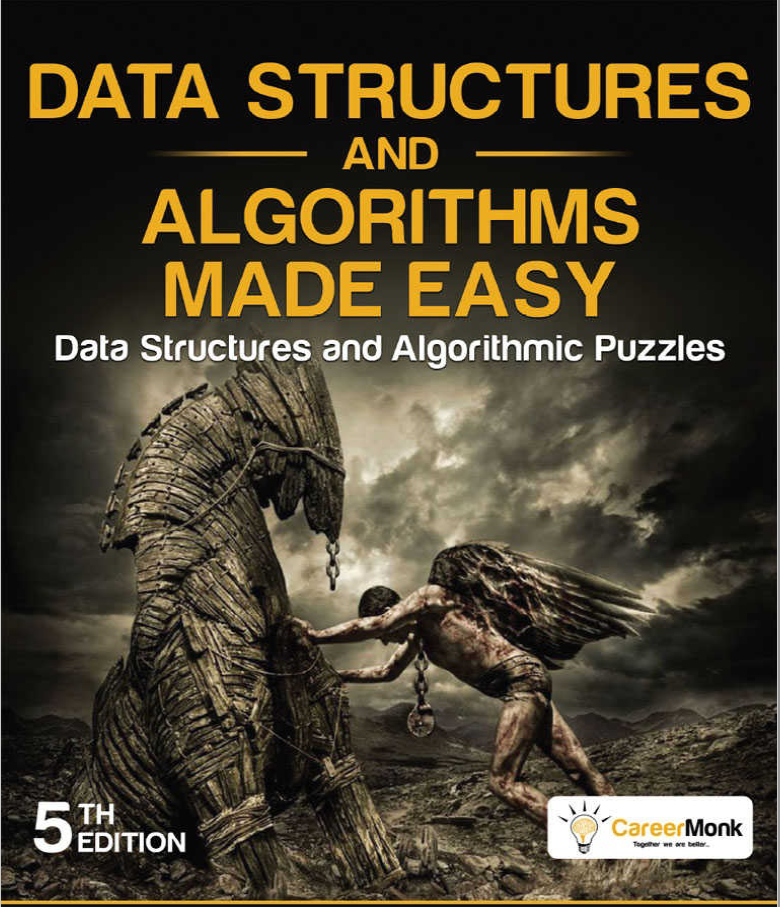 DATA STRUCTURES
AND
ALGORITHMS
MADE EASY
Data Structures and Algorithmic Puzzles
5TH
EDITION
CareerMonk
Together we are better..